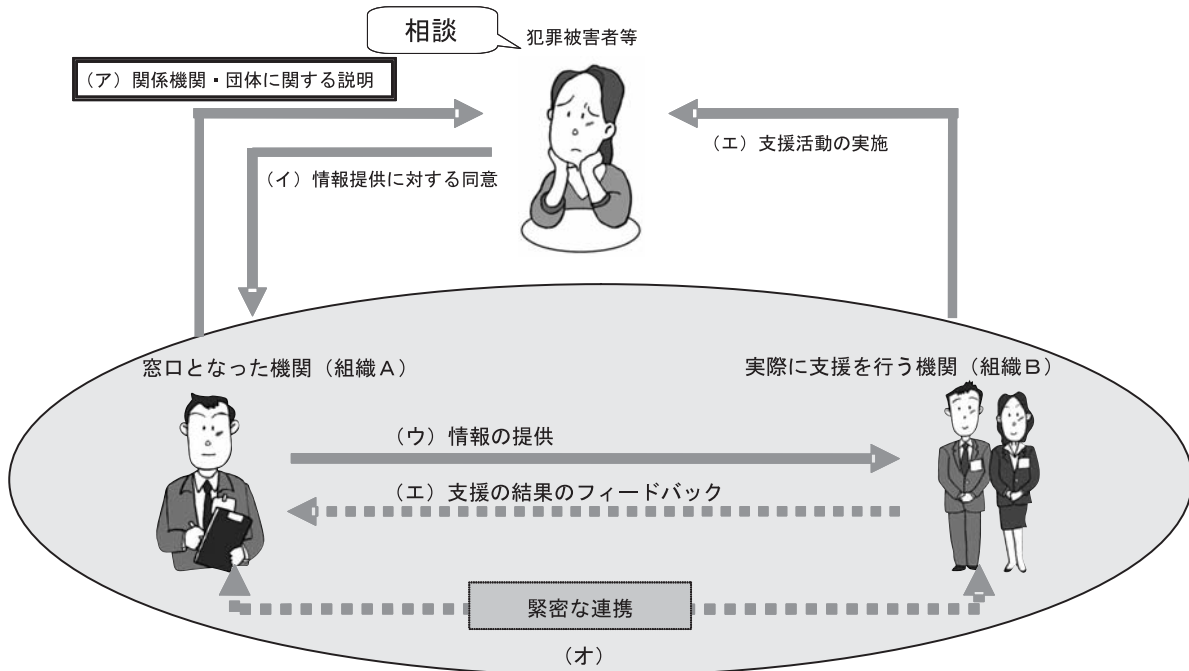 相談
犯罪被害者等
（ア）関係機関・団体に関する説明
（エ）支援活動の実施
（イ）情報提供に対する同意
窓口となった機関（組織Ａ）
実際に支援を行う機関（組織Ｂ）
（ウ）情報の提供
（エ）支援の結果のフィードバック
緊密な連携
（オ）